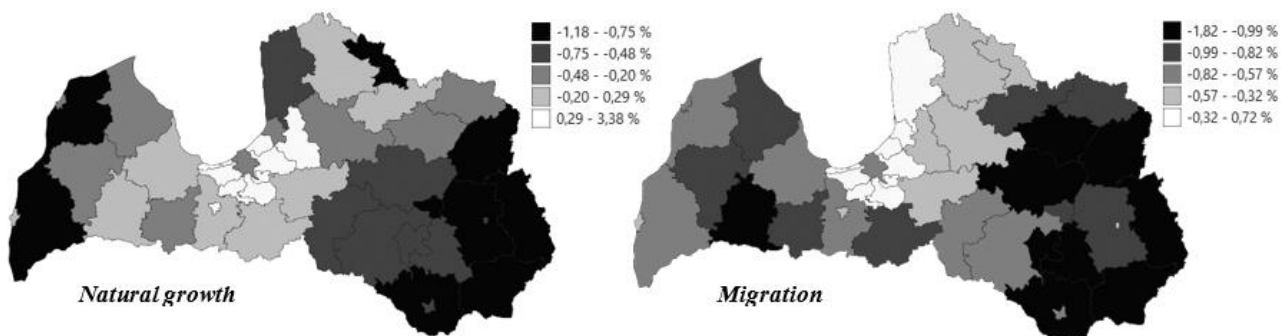 -1,18 - -0,75 %
-0,75 - -0,48 %
-0,48 - -0,20 %
-0,20 - 0,29 %
0,29 - 3,38 %
Natural growth
-1,82 - -0,99 %
-0,99 - -0,82 %
-0,82 - -0,57 %
-0,57 - -0,32 %
-0,32 - 0,72 %
Migration